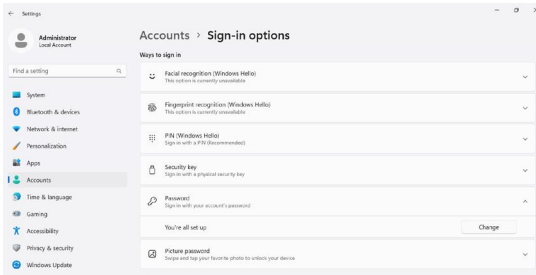 Settings
Administrator
Local Account
Find a setting
System
Bluetooth & devices
Network & internet
Personalization
Apps
Accounts
Time & language
Gaming
Accessibility
Privacy & security
Windows Update
Accounts > Sign-in options
Ways to sign in
Facial recognition (Windows Hello)
This option is currently unavailable
Fingerprint recognition (Windows Hello)
This option is currently unavailable
PIN (Windows Hello)
Sign in with a PIN (Recommended)
Security key
Sign in with a physical security key
Password
Sign in with your account's password
You're all set up
Change
Picture password
Swipe and tap your favorite photo to unlock your device